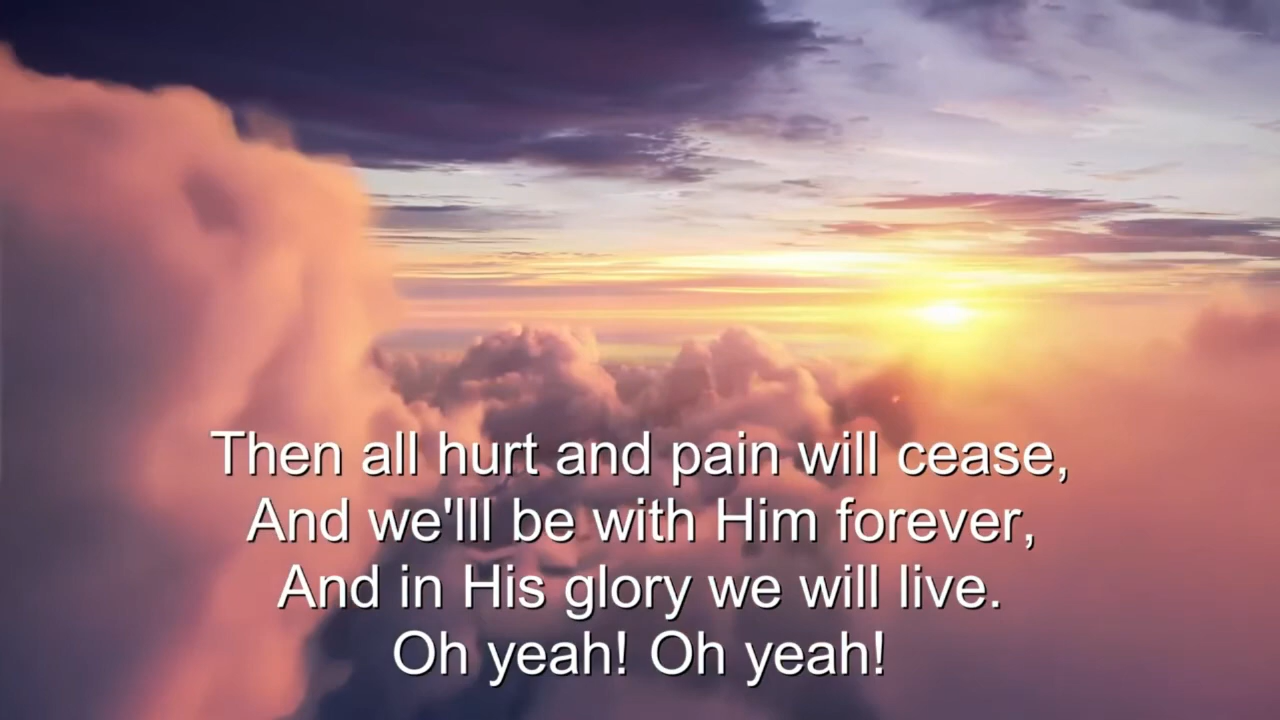 Then all hurt and pain will cease,
And we'lll be with Him forever,
And in His glory we will live.
Oh yeah! Oh yeah!